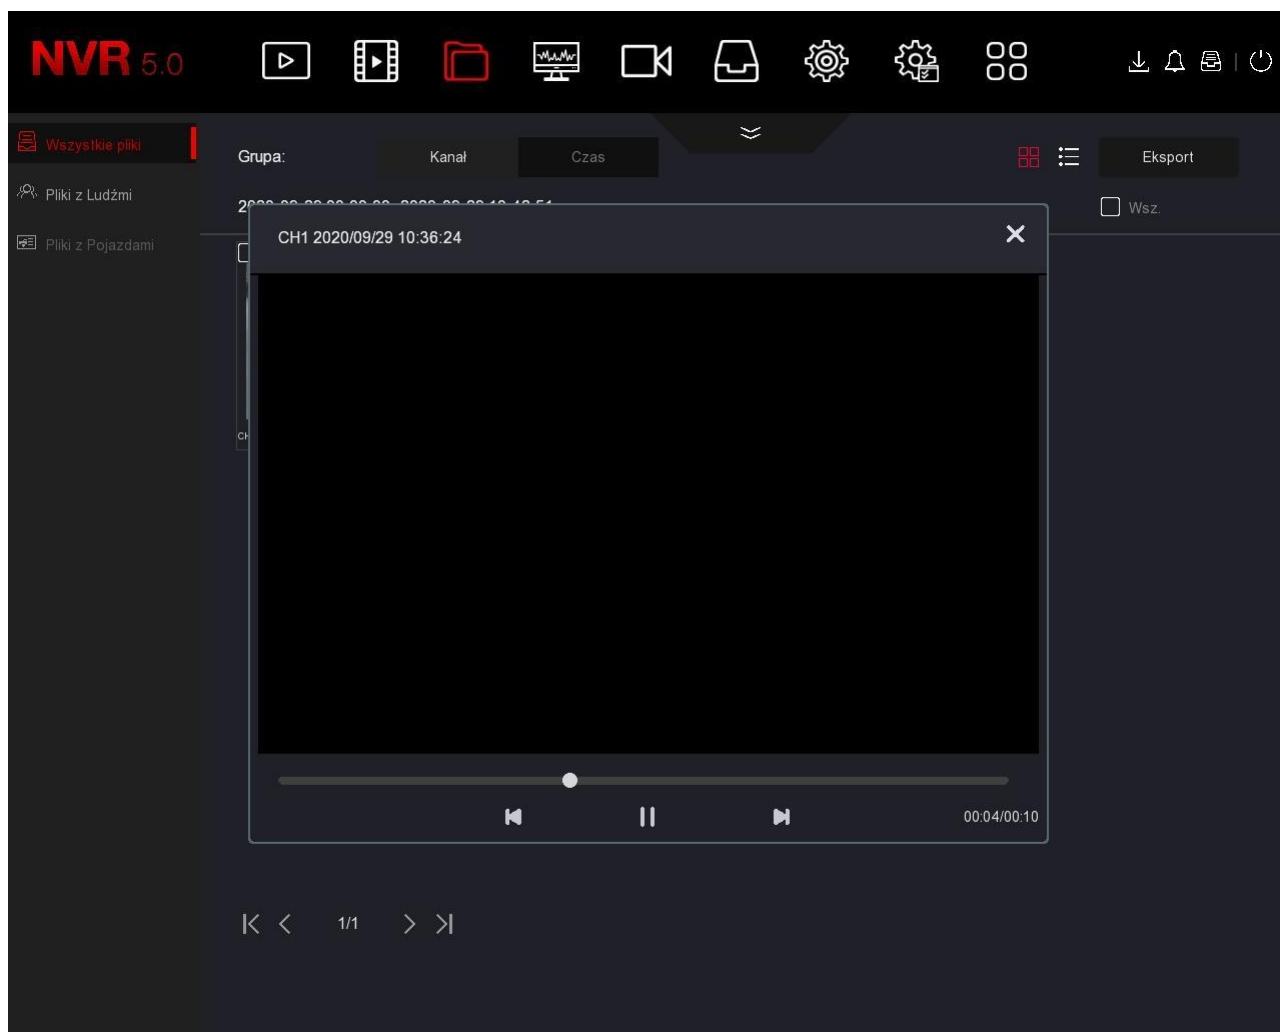 NVR 5.0
Wszystkie pliki
Pliki z Ludźmi
Pliki z Pojazdami
Grupa:
Kanał
Czas
Eksport
Wsz.
CH1 2020/09/29 10:36:24
00:04/00:10
1/1